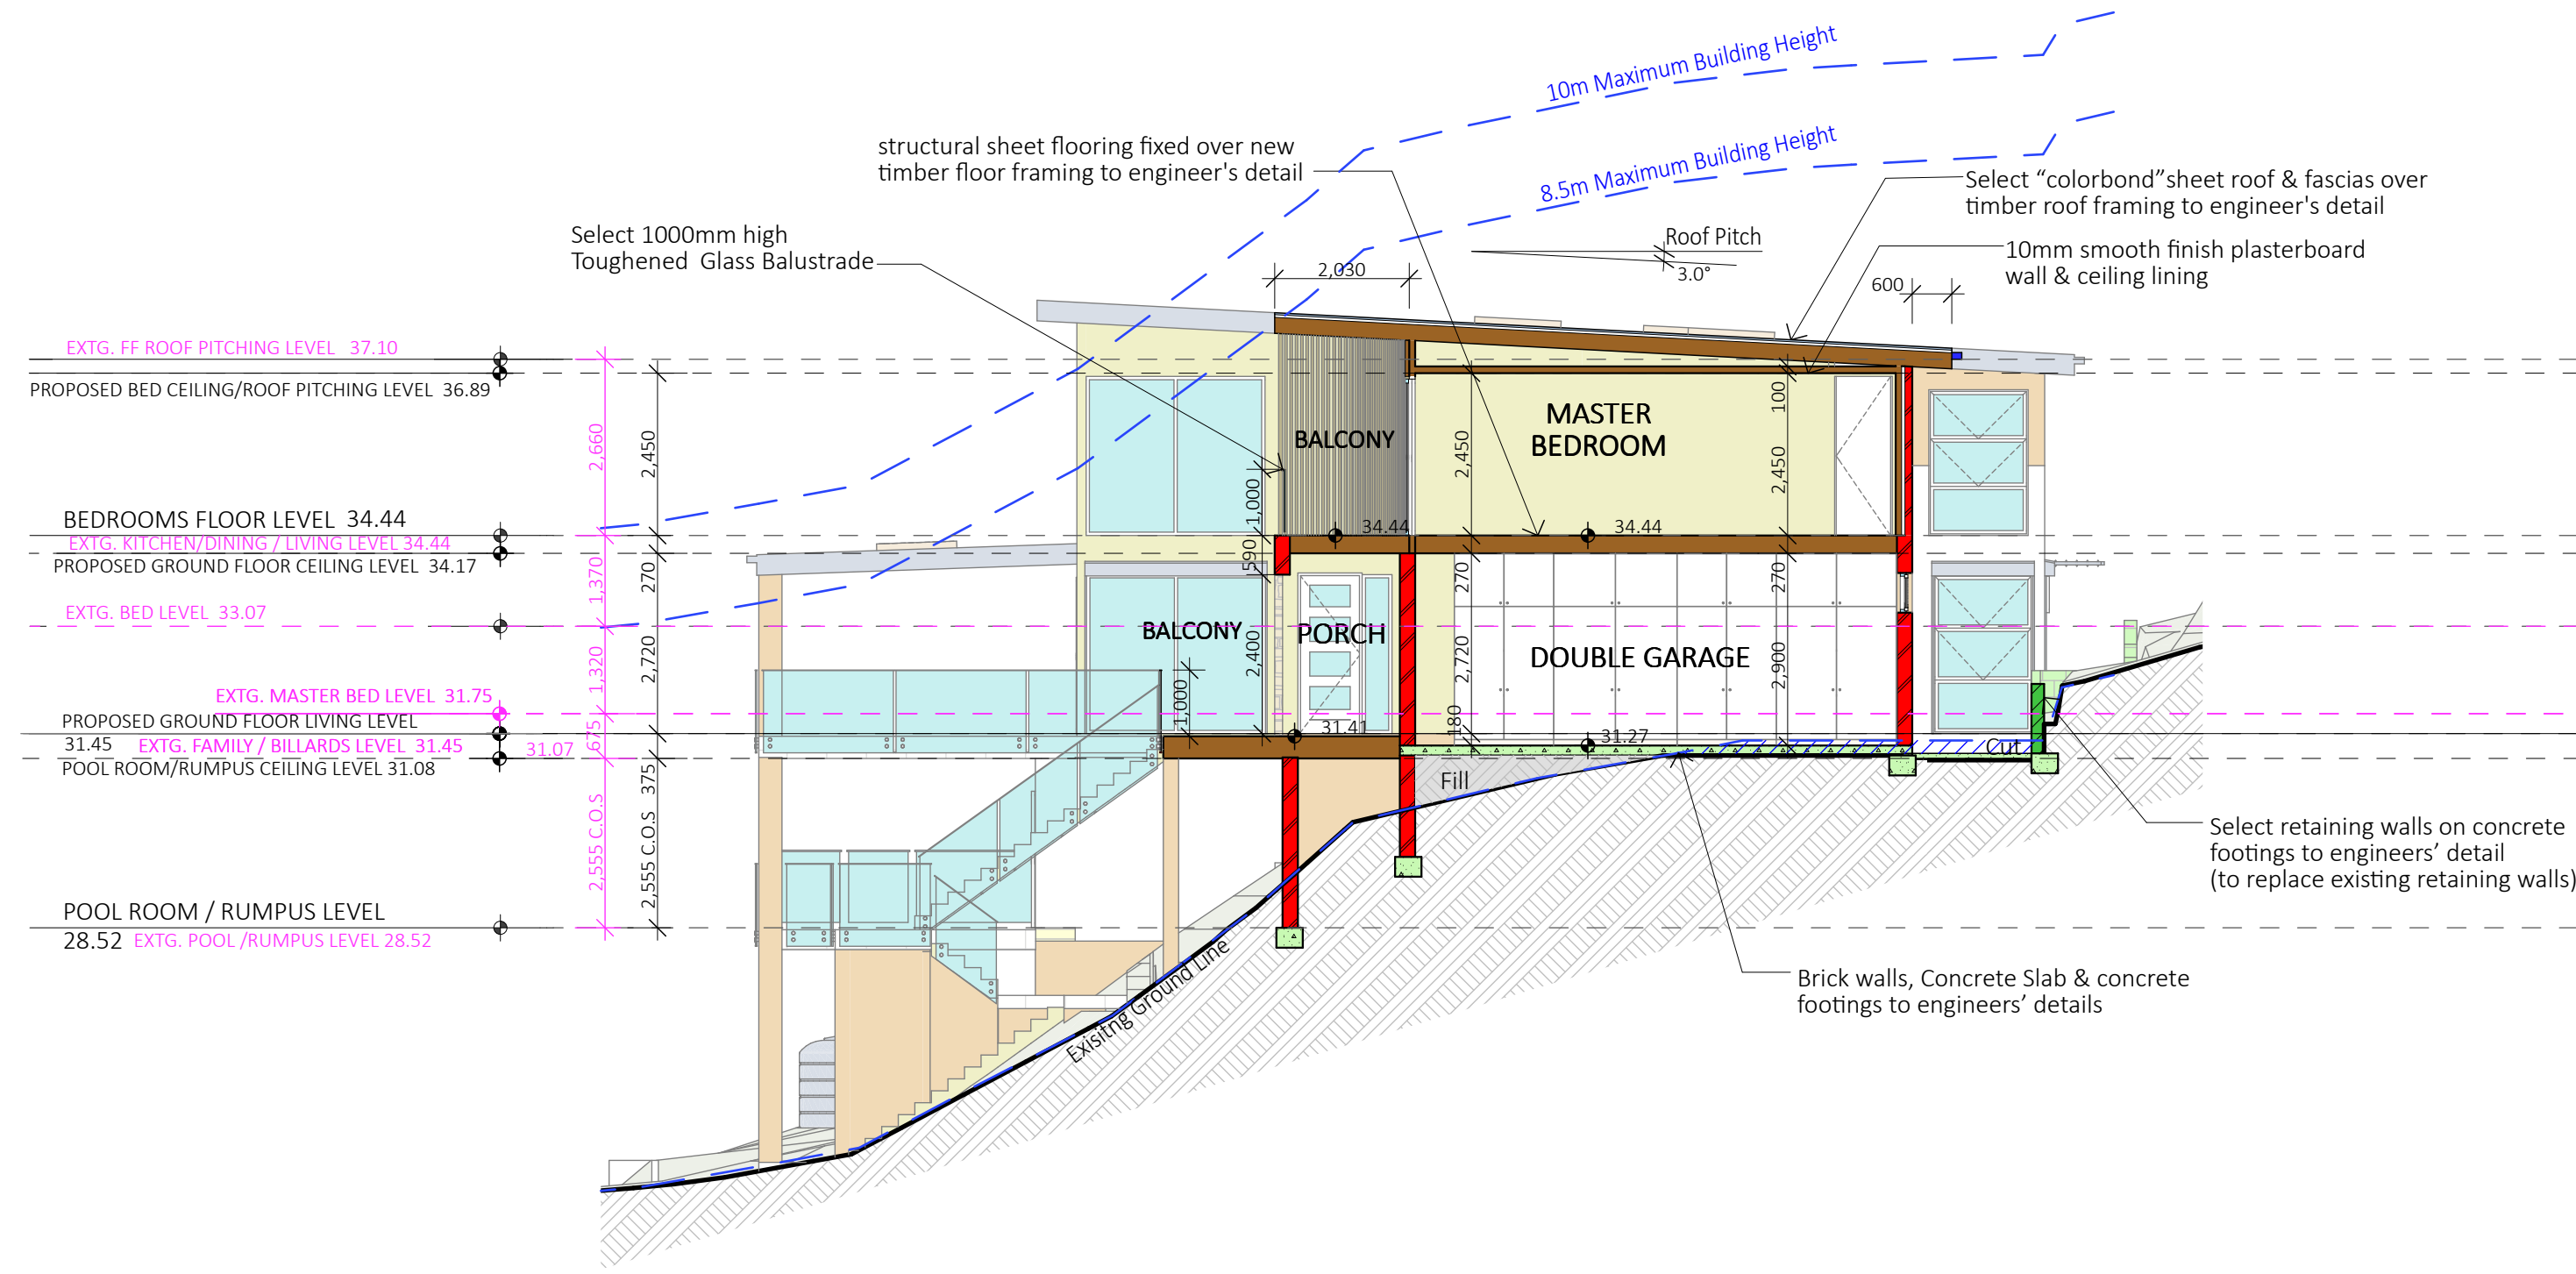 10m Maximum Building Height
8.5m Maximum Building Height
structural sheet flooring fixed over new
timber floor framing to engineer's detail
Select “colorbond”sheet roof & fascias over
timber roof framing to engineer's detail
Select 1000mm high
Toughened Glass Balustrade
Roof Pitch
3.0°
10mm smooth finish plasterboard
wall & ceiling lining
2,030
600
EXTG. FF ROOF PITCHING LEVEL 37.10
PROPOSED BED CEILING/ROOF PITCHING LEVEL 36.89
2,660
2,450
BALCONY
2,450
MASTER
BEDROOM
100
2,450
1,000
BEDROOMS FLOOR LEVEL 34.44
34.44
34.44
EXTG. KITCHEN/DINING / LIVING LEVEL 34.44
PROPOSED GROUND FLOOR CEILING LEVEL 34.17
1,370
270
590
270
270
EXTG. BED LEVEL 33.07
BALCONY
PORCH
DOUBLE GARAGE
1,320
2,720
2,400
2,720
2,900
1,000
EXTG. MASTER BED LEVEL 31.75
PROPOSED GROUND FLOOR LIVING LEVEL
31.45 EXTG. FAMILY / BILLARDS LEVEL 31.45
31.07
675
31.41
180
31.27
Cut
POOL ROOM/RUMPUS CEILING LEVEL 31.08
375
Fill
2,555 C.O.S
2,555 C.O.S
Select retaining walls on concrete
footings to engineers’ detail
(to replace existing retaining walls)
POOL ROOM / RUMPUS LEVEL
28.52 EXTG. POOL /RUMPUS LEVEL 28.52
Exisitng Ground Line
Brick walls, Concrete Slab & concrete
footings to engineers’ details